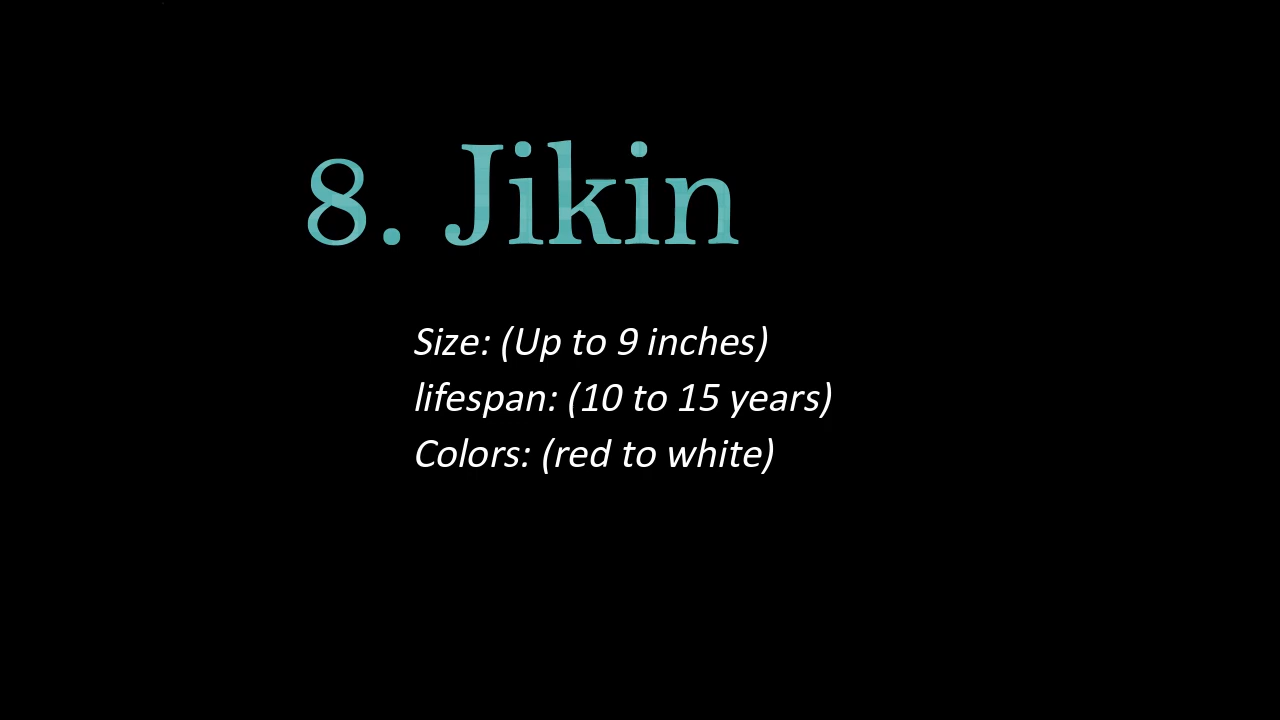 8. Jikin
Size: (Up to 9 inches)
lifespan: (10 to 15 years)
Colors: (red to white)